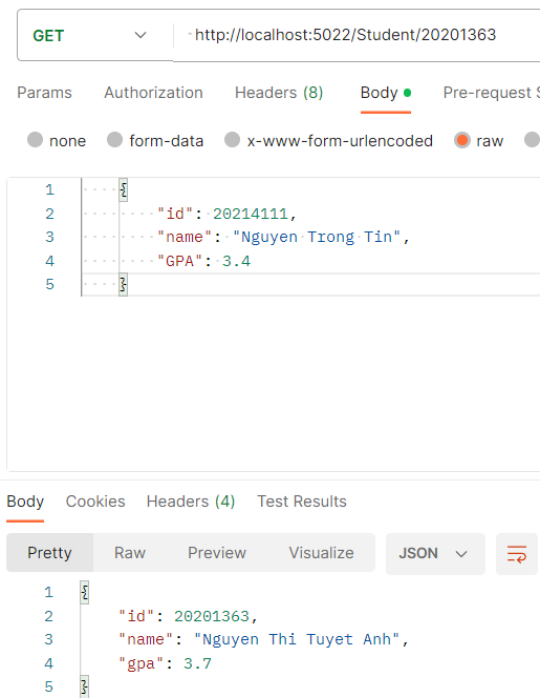 GET http://localhost:5022/Student/20201363
Params Authorization Headers (8) Body Pre-request
none form-data x-www-form-urlencoded raw
1 {
2 "id": 20214111,
3 "name": "Nguyen Trong Tin",
4 "GPA": 3.4
5 }
Body Cookies Headers (4) Test Results
Pretty Raw Preview Visualize JSON
1 {
2 "id": 20201363,
3 "name": "Nguyen Thi Tuyet Anh",
4 "gpa": 3.7
5 }